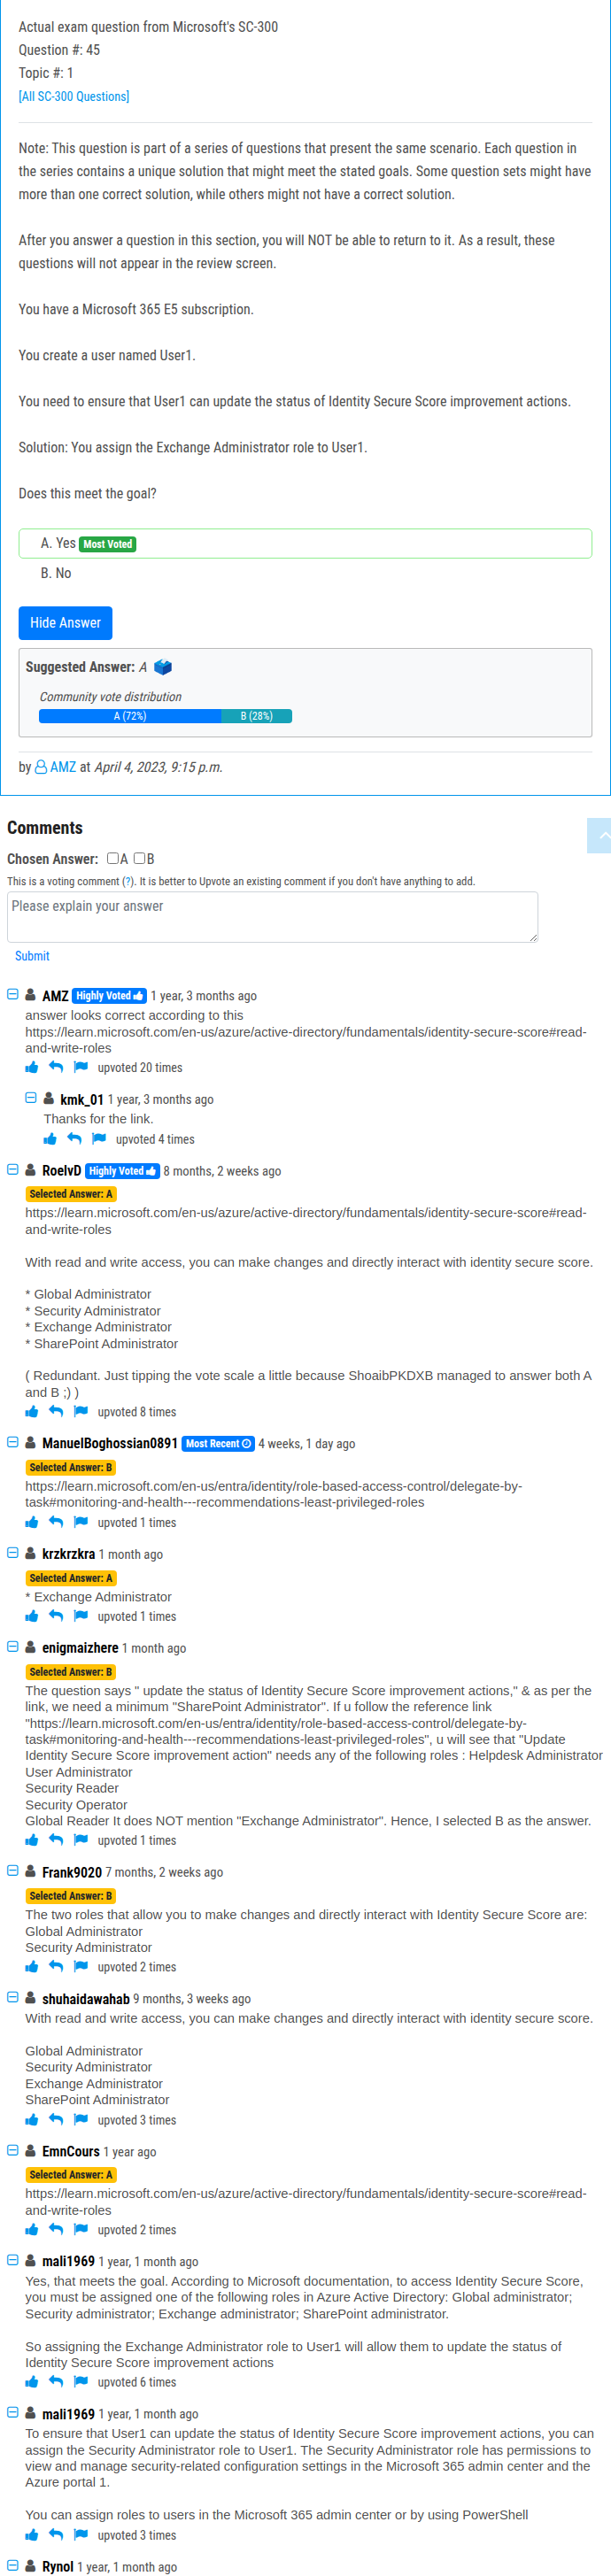 Actual exam question from Microsoft's SC-300
Question #: 45
Topic #: 1
[All SC-300 Questions]
Note: This question is part of a series of questions that present the same scenario. Each question in
the series contains a unique solution that might meet the stated goals. Some question sets might have
more than one correct solution, while others might not have a correct solution.
After you answer a question in this section, you will NOT be able to return to it. As a result, these
questions will not appear in the review screen.
You have a Microsoft 365 E5 subscription.
You create a user named User1.
You need to ensure that User1 can update the status of Identity Secure Score improvement actions.
Solution: You assign the Exchange Administrator role to User1.
Does this meet the goal?
A. Yes Most Voted
B. No
Hide Answer
Suggested Answer: A
Community vote distribution
A (72%) B (28%)
by AMZ at April 4, 2023, 9:15 p.m.
Comments
Chosen Answer: A B
This is a voting comment (?). It is better to Upvote an existing comment if you don't have anything to add.
Please explain your answer
Submit
AMZ Highly Voted 1 year, 3 months ago
answer looks correct according to this
https://learn.microsoft.com/en-us/azure/active-directory/fundamentals/identity-secure-score#read-
and-write-roles
upvoted 20 times
kmk_01 1 year, 3 months ago
Thanks for the link.
upvoted 4 times
RoelvD Highly Voted 8 months, 2 weeks ago
Selected Answer: A
https://learn.microsoft.com/en-us/azure/active-directory/fundamentals/identity-secure-score#read-
and-write-roles
With read and write access, you can make changes and directly interact with identity secure score.
* Global Administrator
* Security Administrator
* Exchange Administrator
* SharePoint Administrator
( Redundant. Just tipping the vote scale a little because ShoaibPKDXB managed to answer both A
and B ;) )
upvoted 8 times
ManuelBoghossian0891 Most Recent 4 weeks, 1 day ago
Selected Answer: B
https://learn.microsoft.com/en-us/entra/identity/role-based-access-control/delegate-by-
task#monitoring-and-health---recommendations-least-privileged-roles
upvoted 1 times
krzkrzkra 1 month ago
Selected Answer: A
* Exchange Administrator
upvoted 1 times
enigmaizhere 1 month ago
Selected Answer: B
The question says " update the status of Identity Secure Score improvement actions," & as per the
link, we need a minimum "SharePoint Administrator". If u follow the reference link
"https://learn.microsoft.com/en-us/entra/identity/role-based-access-control/delegate-by-
task#monitoring-and-health---recommendations-least-privileged-roles", u will see that "Update
Identity Secure Score improvement action" needs any of the following roles : Helpdesk Administrator
User Administrator
Security Reader
Security Operator
Global Reader It does NOT mention "Exchange Administrator". Hence, I selected B as the answer.
upvoted 1 times
Frank9020 7 months, 2 weeks ago
Selected Answer: B
The two roles that allow you to make changes and directly interact with Identity Secure Score are:
Global Administrator
Security Administrator
upvoted 2 times
shuhaidawahab 9 months, 3 weeks ago
With read and write access, you can make changes and directly interact with identity secure score.
Global Administrator
Security Administrator
Exchange Administrator
SharePoint Administrator
upvoted 3 times
EmnCours 1 year ago
Selected Answer: A
https://learn.microsoft.com/en-us/azure/active-directory/fundamentals/identity-secure-score#read-
and-write-roles
upvoted 2 times
mali1969 1 year, 1 month ago
Yes, that meets the goal. According to Microsoft documentation, to access Identity Secure Score,
you must be assigned one of the following roles in Azure Active Directory: Global administrator;
Security administrator; Exchange administrator; SharePoint administrator.
So assigning the Exchange Administrator role to User1 will allow them to update the status of
Identity Secure Score improvement actions
upvoted 6 times
mali1969 1 year, 1 month ago
To ensure that User1 can update the status of Identity Secure Score improvement actions, you can
assign the Security Administrator role to User1. The Security Administrator role has permissions to
view and manage security-related configuration settings in the Microsoft 365 admin center and the
Azure portal 1.
You can assign roles to users in the Microsoft 365 admin center or by using PowerShell
upvoted 3 times
Rynol 1 year, 1 month ago